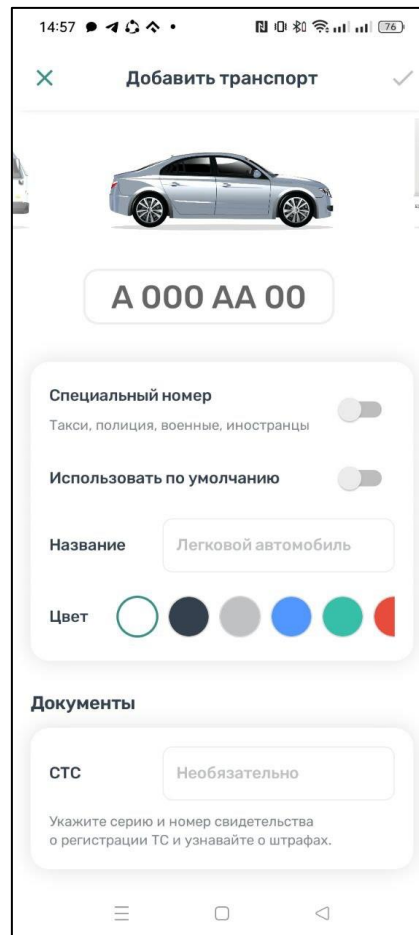 14:57
76
Добавить транспорт
А 000 АА 00
Специальный номер
Такси, полиция, военные, иностранцы
Использовать по умолчанию
Название
Легковой автомобиль
Цвет
Документы
СТС
Необязательно
Укажите серию и номер свидетельства
о регистрации ТС и узнавайте о штрафах.